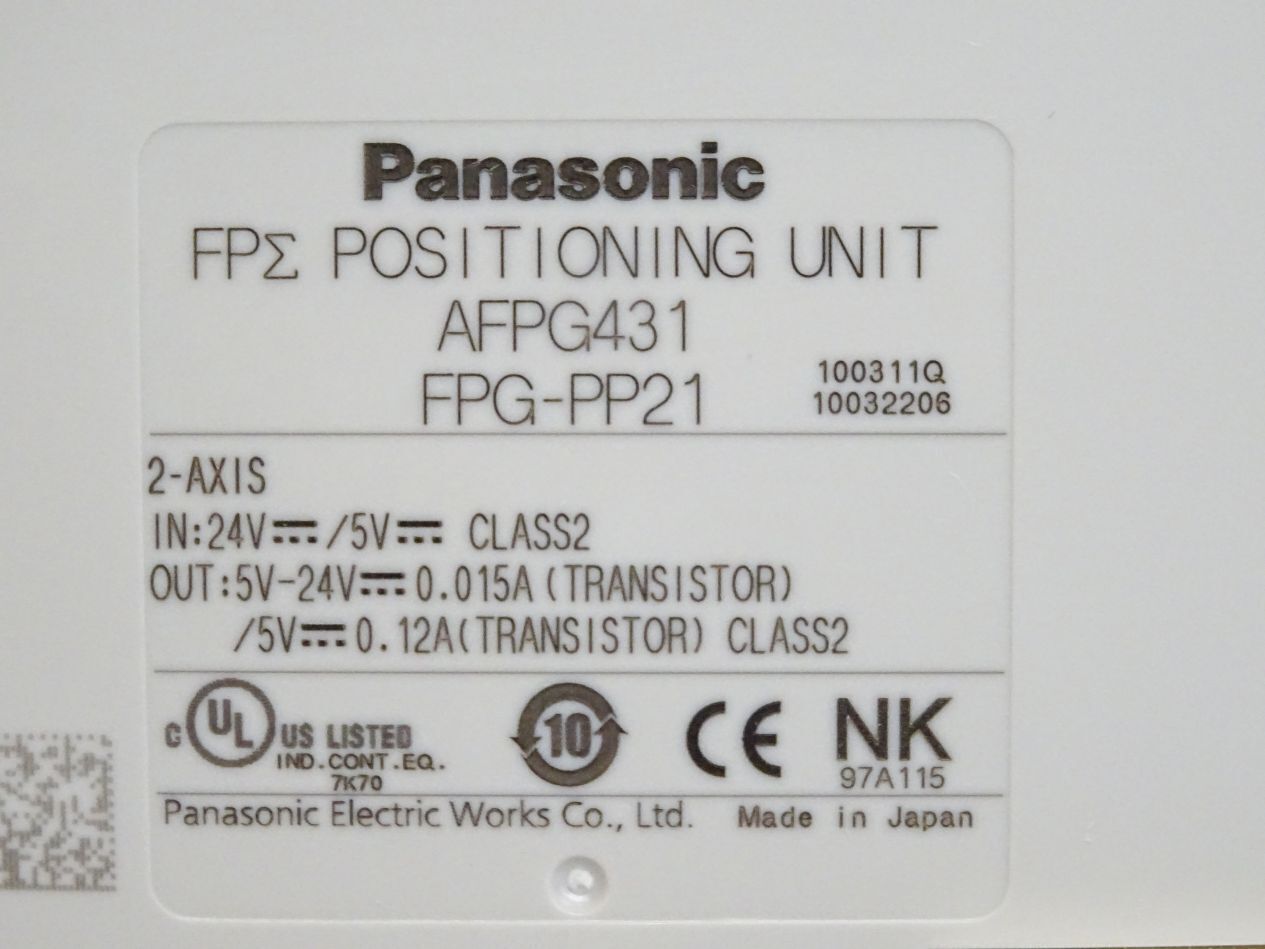 Panasonic
FPΣ POSITIONING UNIT
AFPG431
FPG-PP21
100311Q
10032206
2-AXIS
IN:24V⎓/5V⎓ CLASS2
OUT:5V-24V⎓0.015A(TRANSISTOR)
/5V⎓0.12A(TRANSISTOR) CLASS2
C UL US LISTED
IND.CONT.EQ.
7K70
10
CE
NK
97A115
Panasonic Electric Works Co., Ltd. Made in Japan